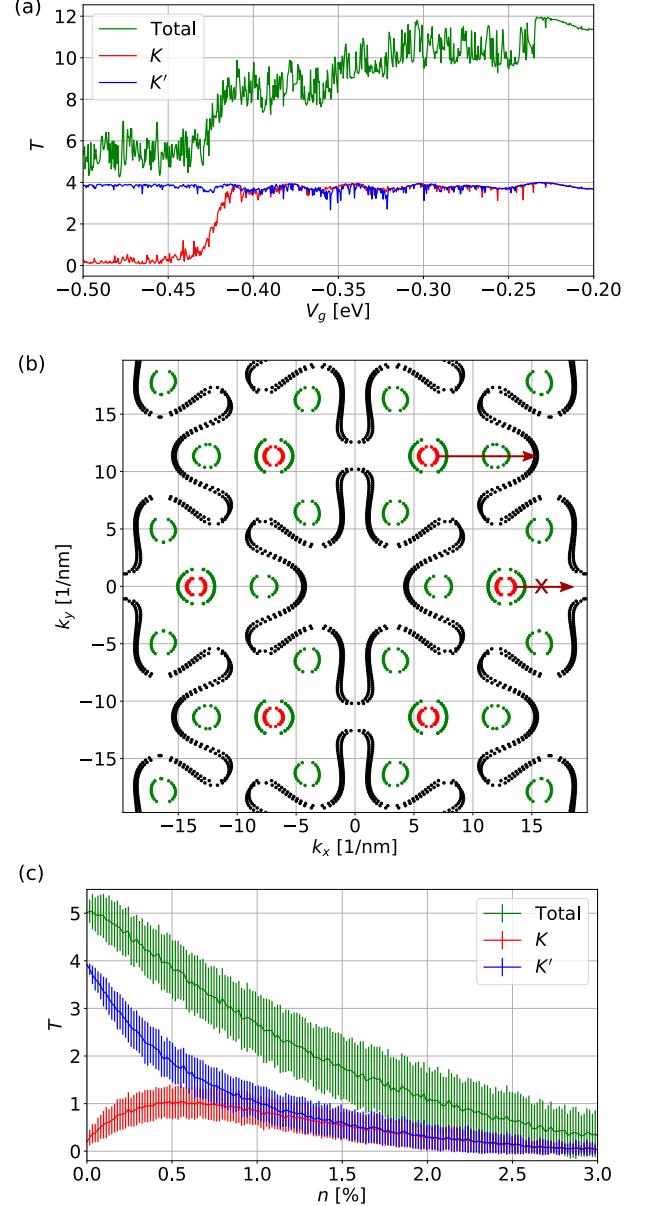 (a)
Total
K
K′
T
12
10
8
6
4
2
0
−0.50 −0.45 −0.40 −0.35 −0.30 −0.25 −0.20
V_g [eV]
(b)
k_y [1/nm]
15
10
5
0
−5
−10
−15
X
−15 −10 −5 0 5 10 15
k_x [1/nm]
(c)
Total
K
K′
T
5
4
3
2
1
0
0.0 0.5 1.0 1.5 2.0 2.5 3.0
n [%]